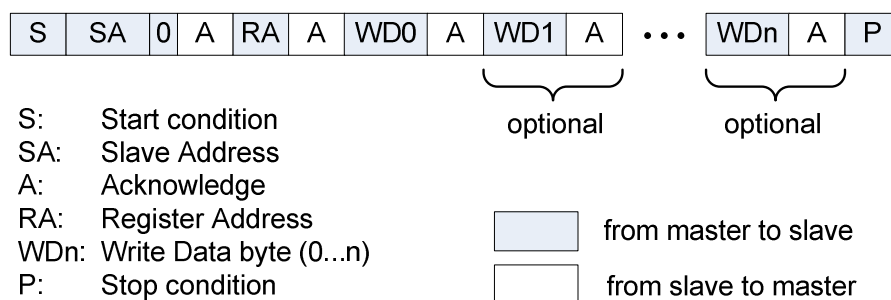 S SA 0 A RA A WD0 A WD1 A ••• WDn A P
optional optional
S: Start condition
SA: Slave Address
A: Acknowledge
RA: Register Address
WDn: Write Data byte (0...n)
P: Stop condition
from master to slave
from slave to master